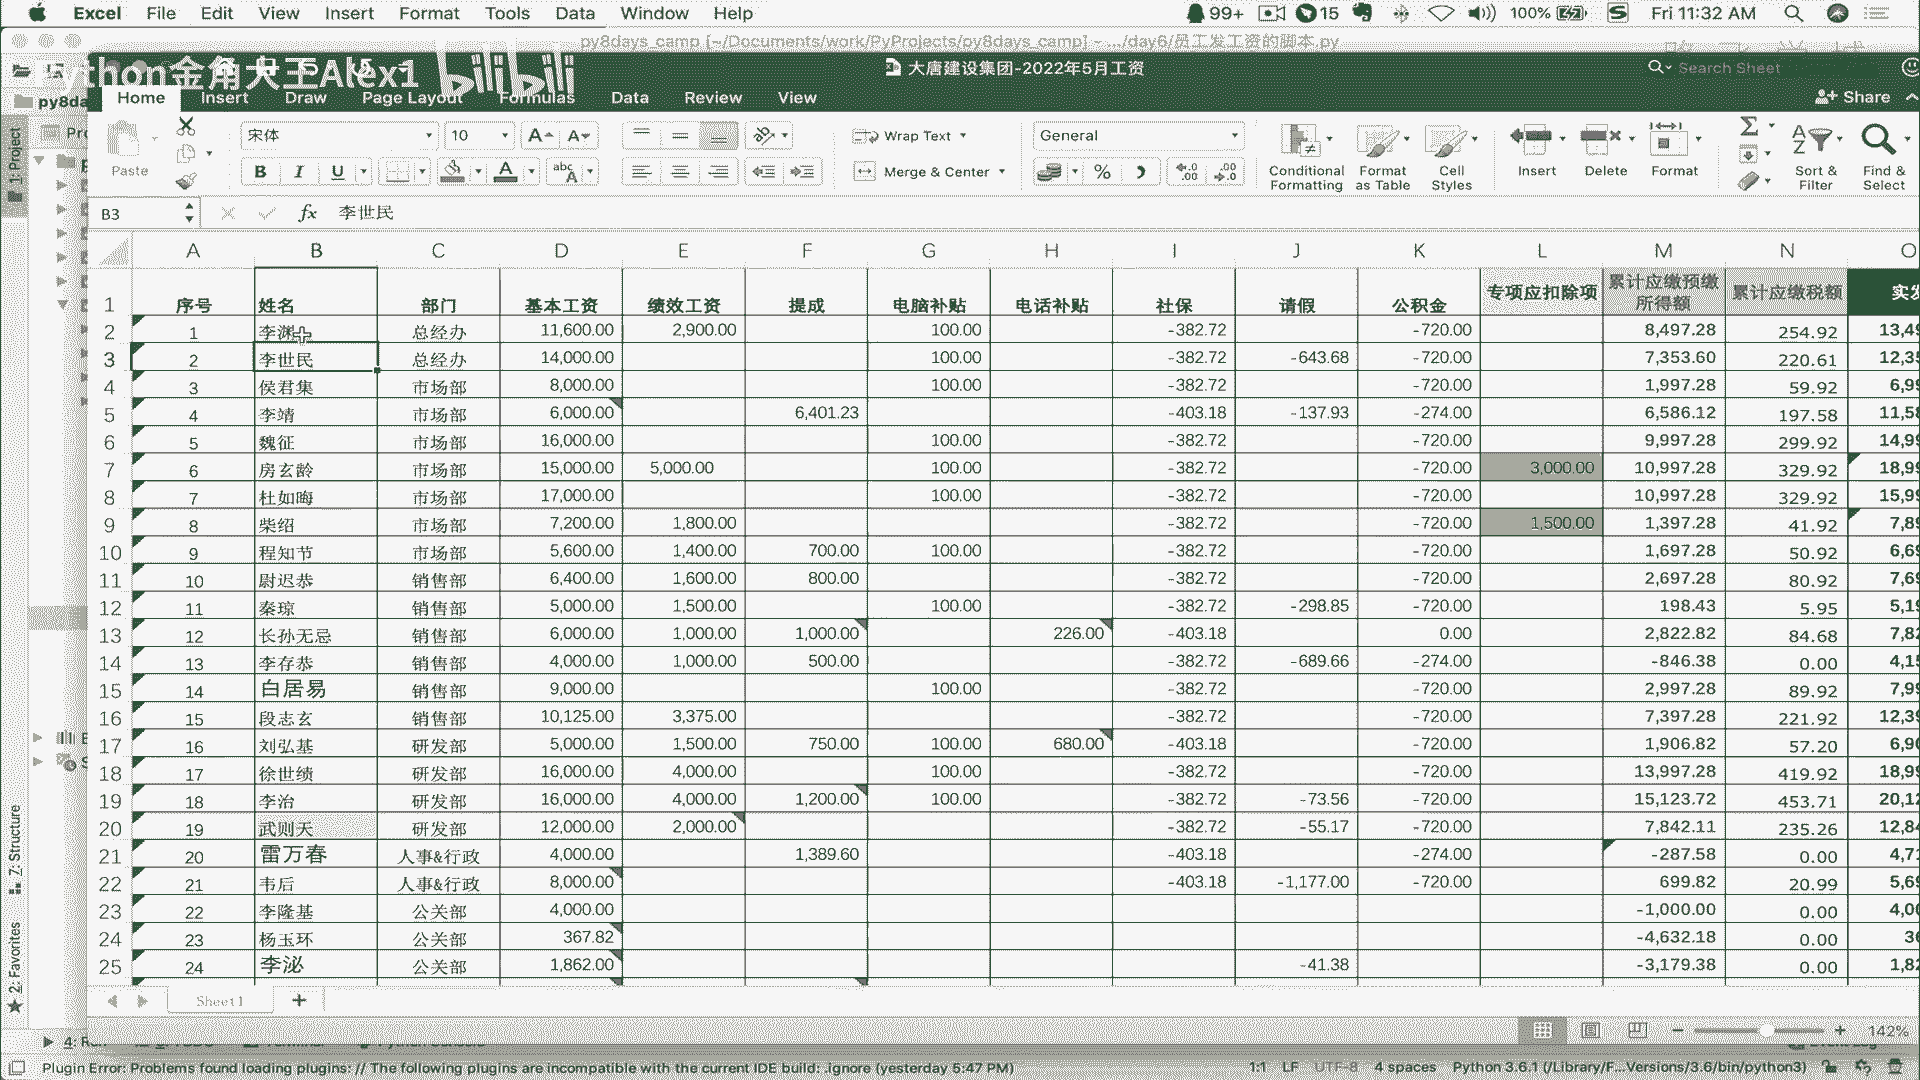 Excel File Edit View Insert Format Tools Data Window Help 99+ 15 100% Fri 11:32 AM
py8days_camp [~/Documents/work/PyProjects/py8days_camp] - .../day6/员工发工资的脚本.py
ython金角大王Alex1 bilibili 大唐建设集团-2022年5月工资 Search Sheet
py8da Home Insert Draw Page Layout Formulas Data Review View Share
Paste 宋体 10 A A Wrap Text General
B I U A abc A Merge & Center % Conditional Formatting Format as Table Cell Styles Insert Delete Format Sort & Filter Find & Select
B3 fx 李世民
A B C D E F G H I J K L M N O
1 序号 姓名 部门 基本工资 绩效工资 提成 电脑补贴 电话补贴 社保 请假 公积金 专项应扣除项 累计应缴预缴所得额 累计应缴税额 实发
2 1 李渊 总经办 11,600.00 2,900.00 100.00 -382.72 -720.00 8,497.28 254.92 13,49
3 2 李世民 总经办 14,000.00 100.00 -382.72 -643.68 -720.00 7,353.60 220.61 12,35
4 3 侯君集 市场部 8,000.00 100.00 -382.72 -720.00 1,997.28 59.92 6,99
5 4 李靖 市场部 6,000.00 6,401.23 -403.18 -137.93 -274.00 6,586.12 197.58 11,58
6 5 魏征 市场部 16,000.00 100.00 -382.72 -720.00 9,997.28 299.92 14,99
7 6 房玄龄 市场部 15,000.00 5,000.00 100.00 -382.72 -720.00 3,000.00 10,997.28 329.92 18,99
8 7 杜如晦 市场部 17,000.00 100.00 -382.72 -720.00 10,997.28 329.92 15,99
9 8 柴绍 市场部 7,200.00 1,800.00 -382.72 -720.00 1,500.00 1,397.28 41.92 7,89
10 9 程知节 市场部 5,600.00 1,400.00 700.00 100.00 -382.72 -720.00 1,697.28 50.92 6,69
11 10 尉迟恭 销售部 6,400.00 1,600.00 800.00 -382.72 -720.00 2,697.28 80.92 7,69
12 11 秦琼 销售部 5,000.00 1,500.00 100.00 -382.72 -298.85 -720.00 198.43 5.95 5,19
13 12 长孙无忌 销售部 6,000.00 1,000.00 1,000.00 226.00 -403.18 0.00 2,822.82 84.68 7,82
14 13 李存恭 销售部 4,000.00 1,000.00 500.00 -382.72 -689.66 -274.00 -846.38 0.00 4,15
15 14 白居易 销售部 9,000.00 100.00 -382.72 -720.00 2,997.28 89.92 7,99
16 15 段志玄 销售部 10,125.00 3,375.00 -382.72 -720.00 7,397.28 221.92 12,39
17 16 刘弘基 研发部 5,000.00 1,500.00 750.00 100.00 680.00 -403.18 -720.00 1,906.82 57.20 6,90
18 17 徐世绩 研发部 16,000.00 4,000.00 100.00 -382.72 -720.00 13,997.28 419.92 18,99
19 18 李治 研发部 16,000.00 4,000.00 1,200.00 100.00 -382.72 -73.56 -720.00 15,123.72 453.71 20,12
20 19 武则天 研发部 12,000.00 2,000.00 -382.72 -55.17 -720.00 7,842.11 235.26 12,84
21 20 雷万春 人事&行政 4,000.00 1,389.60 -403.18 -274.00 -287.58 0.00 4,71
22 21 韦后 人事&行政 8,000.00 -403.18 -1,177.00 -720.00 699.82 20.99 5,69
23 22 李隆基 公关部 4,000.00 -1,000.00 0.00 4,00
24 23 杨玉环 公关部 367.82 -4,632.18 0.00 36
25 24 李泌 公关部 1,862.00 -41.38 -3,179.38 0.00 1,82
1: Project
7: Structure
2: Favorites
Sheet1 +
142%
4: R
Plugin Error: Problems found loading plugins: // The following plugins are incompatible with the current IDE build: .ignore (yesterday 5:47 PM) 1:1 LF UTF-8 4 spaces Python 3.6.1 (/Library/F...Versions/3.6/bin/python3)